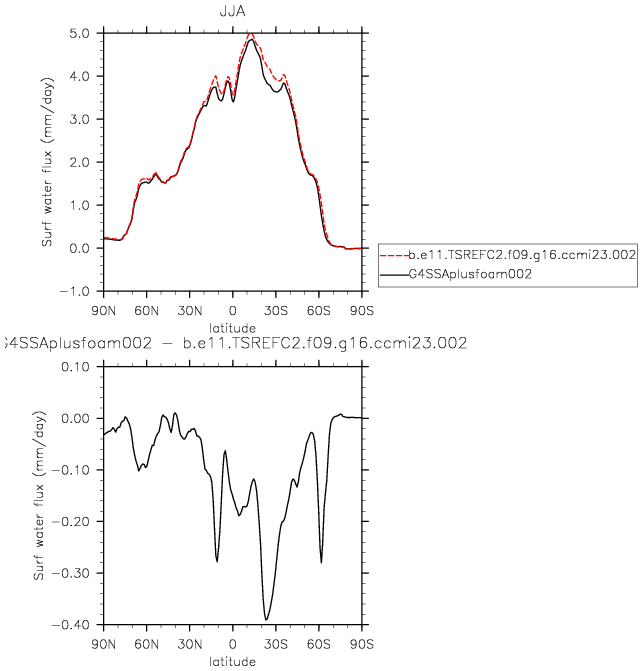 JJA
5.0
4.0
3.0
2.0
1.0
0.0
−1.0
Surf water flux (mm/day)
90N 60N 30N 0 30S 60S 90S
latitude
b.e11.TSREFC2.f09.g16.ccmi23.002
G4SSAplusfoam002
G4SSAplusfoam002 − b.e11.TSREFC2.f09.g16.ccmi23.002
0.10
0.00
−0.10
−0.20
−0.30
−0.40
Surf water flux (mm/day)
90N 60N 30N 0 30S 60S 90S
latitude